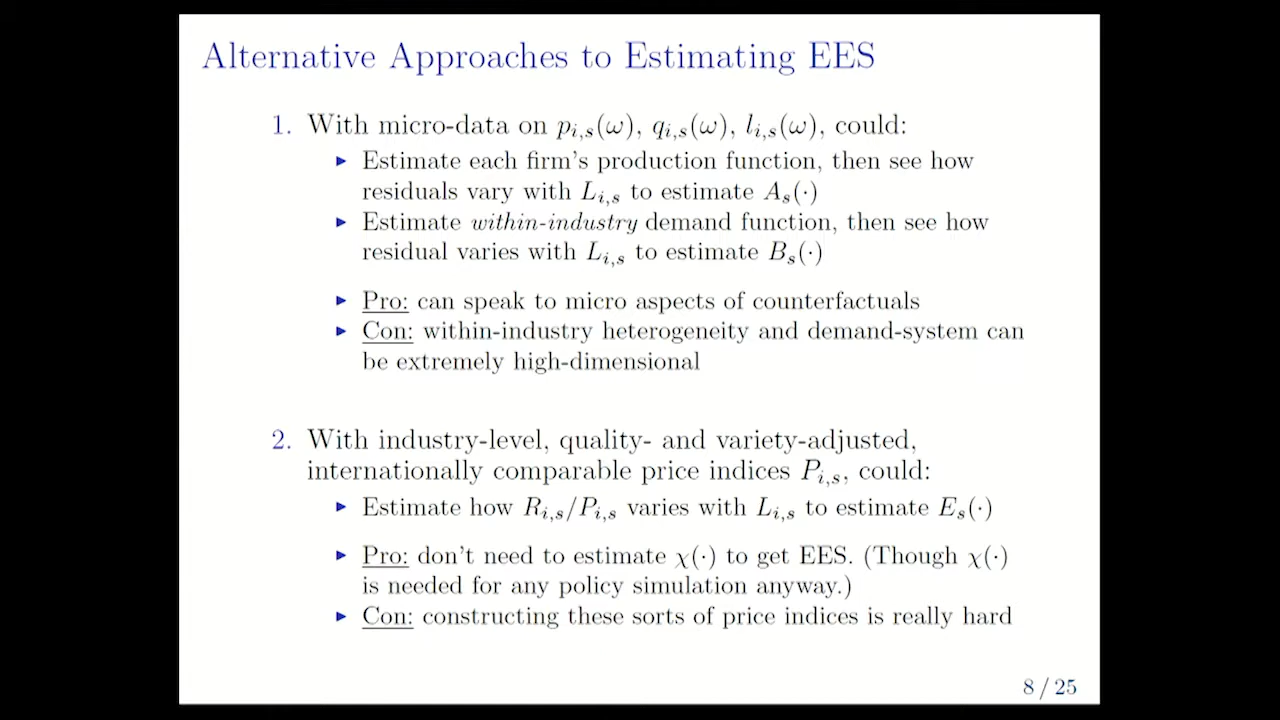 Alternative Approaches to Estimating EES
1. With micro-data on p_{i,s}(ω), q_{i,s}(ω), l_{i,s}(ω), could:
▶ Estimate each firm's production function, then see how
residuals vary with L_{i,s} to estimate A_s(·)
▶ Estimate within-industry demand function, then see how
residual varies with L_{i,s} to estimate B_s(·)
▶ Pro: can speak to micro aspects of counterfactuals
▶ Con: within-industry heterogeneity and demand-system can
be extremely high-dimensional
2. With industry-level, quality- and variety-adjusted,
internationally comparable price indices P_{i,s}, could:
▶ Estimate how R_{i,s}/P_{i,s} varies with L_{i,s} to estimate E_s(·)
▶ Pro: don't need to estimate χ(·) to get EES. (Though χ(·)
is needed for any policy simulation anyway.)
▶ Con: constructing these sorts of price indices is really hard
8 / 25